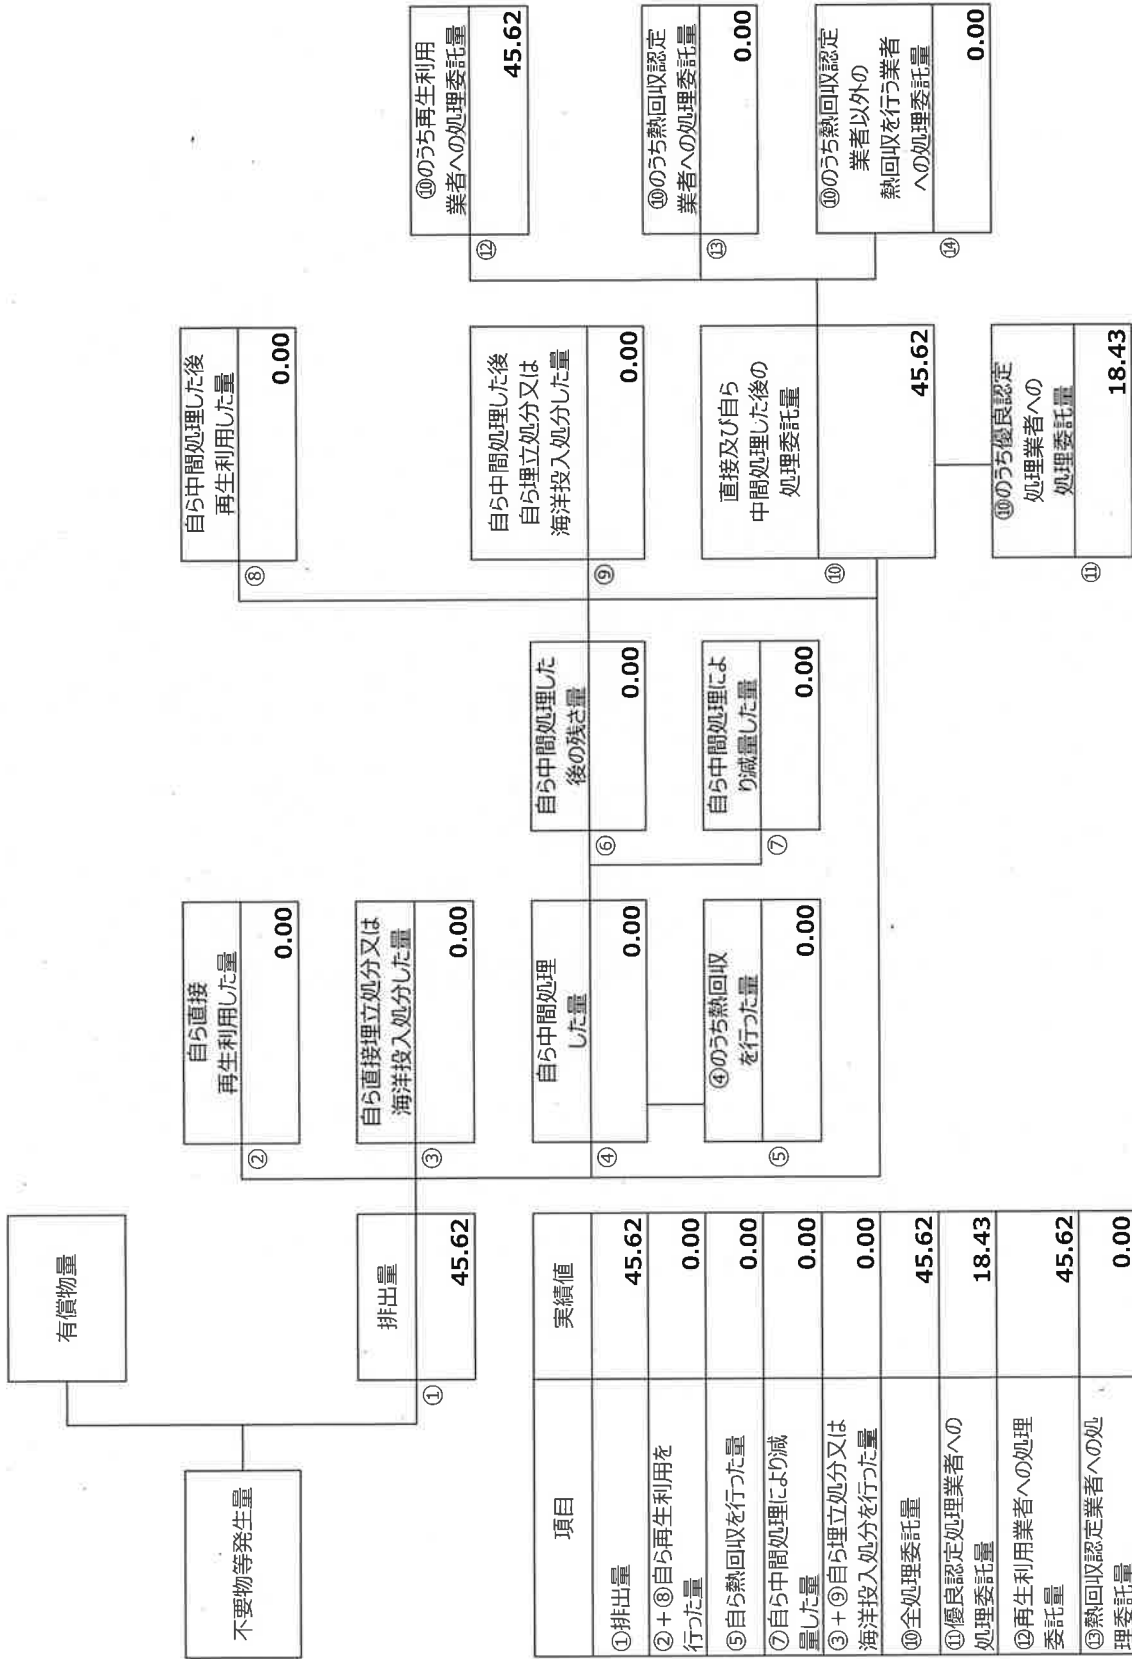 不要物等発生量
有償物量
排出量
①
45.62
自ら直接
再生利用した量
②
0.00
自ら直接埋立処分又は
海洋投入処分した量
③
0.00
自ら中間処理
した量
④
0.00
④のうち熱回収
を行った量
⑤
0.00
自ら中間処理した
後の残さ量
⑥
0.00
自ら中間処理によ
り減量した量
⑦
0.00
自ら中間処理した後
再生利用した量
⑧
0.00
自ら中間処理した後
自ら埋立処分又は
海洋投入処分した量
⑨
0.00
直接及び自ら
中間処理した後の
処理委託量
⑩
45.62
⑩のうち優良認定
処理業者への
処理委託量
⑪
18.43
⑩のうち再生利用
業者への処理委託量
⑫
45.62
⑩のうち熱回収認定
業者への処理委託量
⑬
0.00
⑩のうち熱回収認定
業者以外の
熱回収を行う業者
への処理委託量
⑭
0.00
項目 実績値
①排出量 45.62
②+⑧自ら再生利用を
行った量 0.00
⑤自ら熱回収を行った量 0.00
⑦自ら中間処理により減
量した量 0.00
③+⑨自ら埋立処分又は
海洋投入処分を行った量 0.00
⑩全処理委託量 45.62
⑪優良認定処理業者への
処理委託量 18.43
⑫再生利用業者への処理
委託量 45.62
⑬熱回収認定業者への処
理委託量 0.00